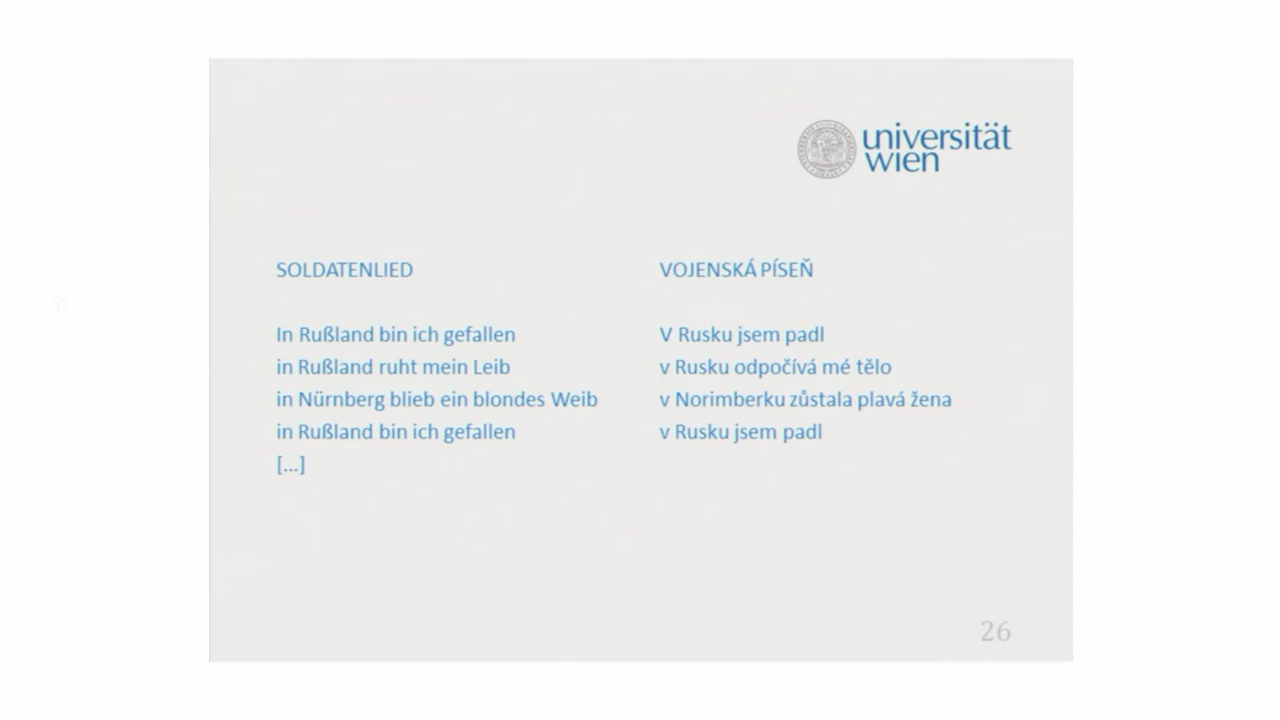 universität
wien
SOLDATENLIED
In Rußland bin ich gefallen
in Rußland ruht mein Leib
in Nürnberg blieb ein blondes Weib
in Rußland bin ich gefallen
[...]
VOJENSKÁ PÍSEŇ
V Rusku jsem padl
v Rusku odpočívá mé tělo
v Norimberku zůstala plavá žena
v Rusku jsem padl
26